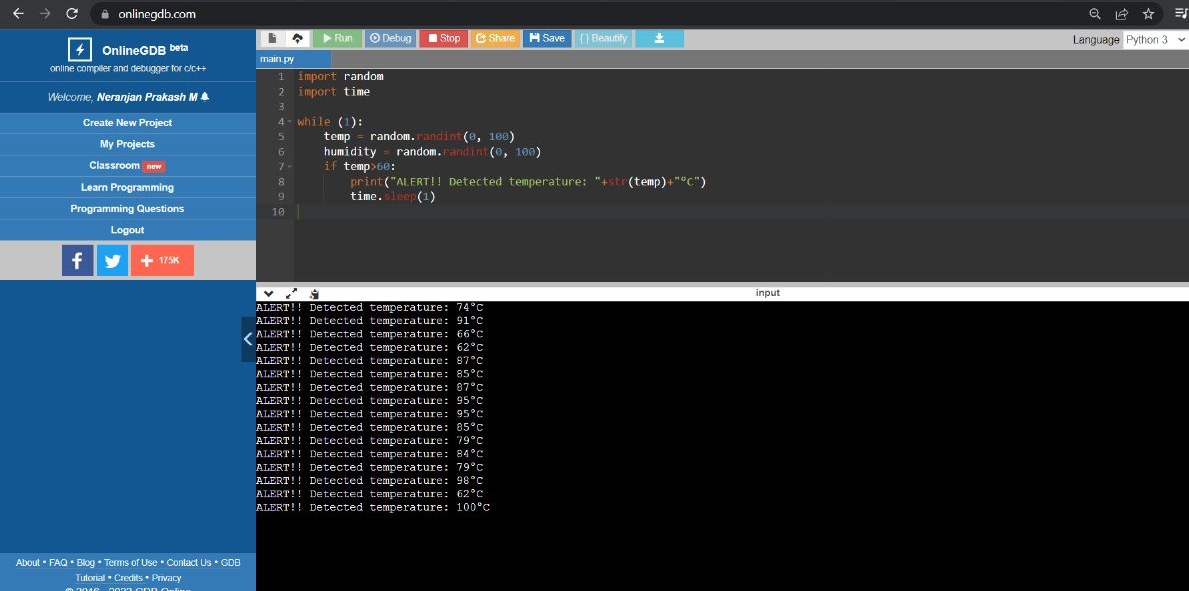 onlinegdb.com
OnlineGDB beta
online compiler and debugger for c/c++
Welcome, Neranjan Prakash M
Create New Project
My Projects
Classroom new
Learn Programming
Programming Questions
Logout
f
+ 175K
About • FAQ • Blog • Terms of Use • Contact Us • GDB
Tutorial • Credits • Privacy
© 2016 - 2022 GDB Online
Run Debug Stop Share Save { } Beautify
Language Python 3
main.py
1 import random
2 import time
3
4 while (1):
5 temp = random.randint(0, 100)
6 humidity = random.randint(0, 100)
7 if temp>60:
8 print("ALERT!! Detected temperature: "+str(temp)+"°C")
9 time.sleep(1)
10
input
ALERT!! Detected temperature: 74°C
ALERT!! Detected temperature: 91°C
ALERT!! Detected temperature: 66°C
ALERT!! Detected temperature: 62°C
ALERT!! Detected temperature: 87°C
ALERT!! Detected temperature: 85°C
ALERT!! Detected temperature: 87°C
ALERT!! Detected temperature: 95°C
ALERT!! Detected temperature: 95°C
ALERT!! Detected temperature: 85°C
ALERT!! Detected temperature: 79°C
ALERT!! Detected temperature: 84°C
ALERT!! Detected temperature: 79°C
ALERT!! Detected temperature: 98°C
ALERT!! Detected temperature: 62°C
ALERT!! Detected temperature: 100°C